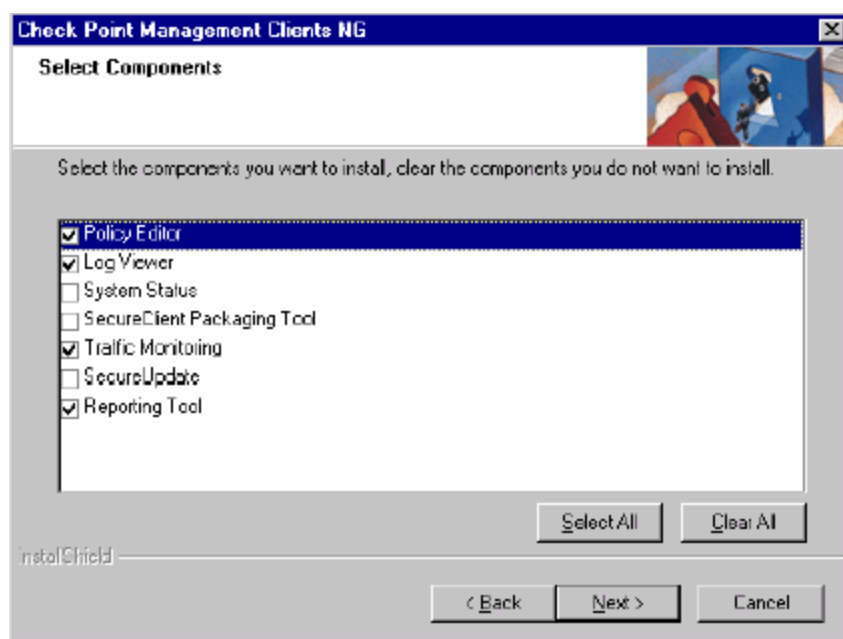 Check Point Management Clients NG
Select Components
Select the components you want to install, clear the components you do not want to install.
Policy Editor
Log Viewer
System Status
SecureClient Packaging Tool
Traffic Monitoring
SecureUpdate
Reporting Tool
Select All
Clear All
InstallShield
< Back
Next >
Cancel